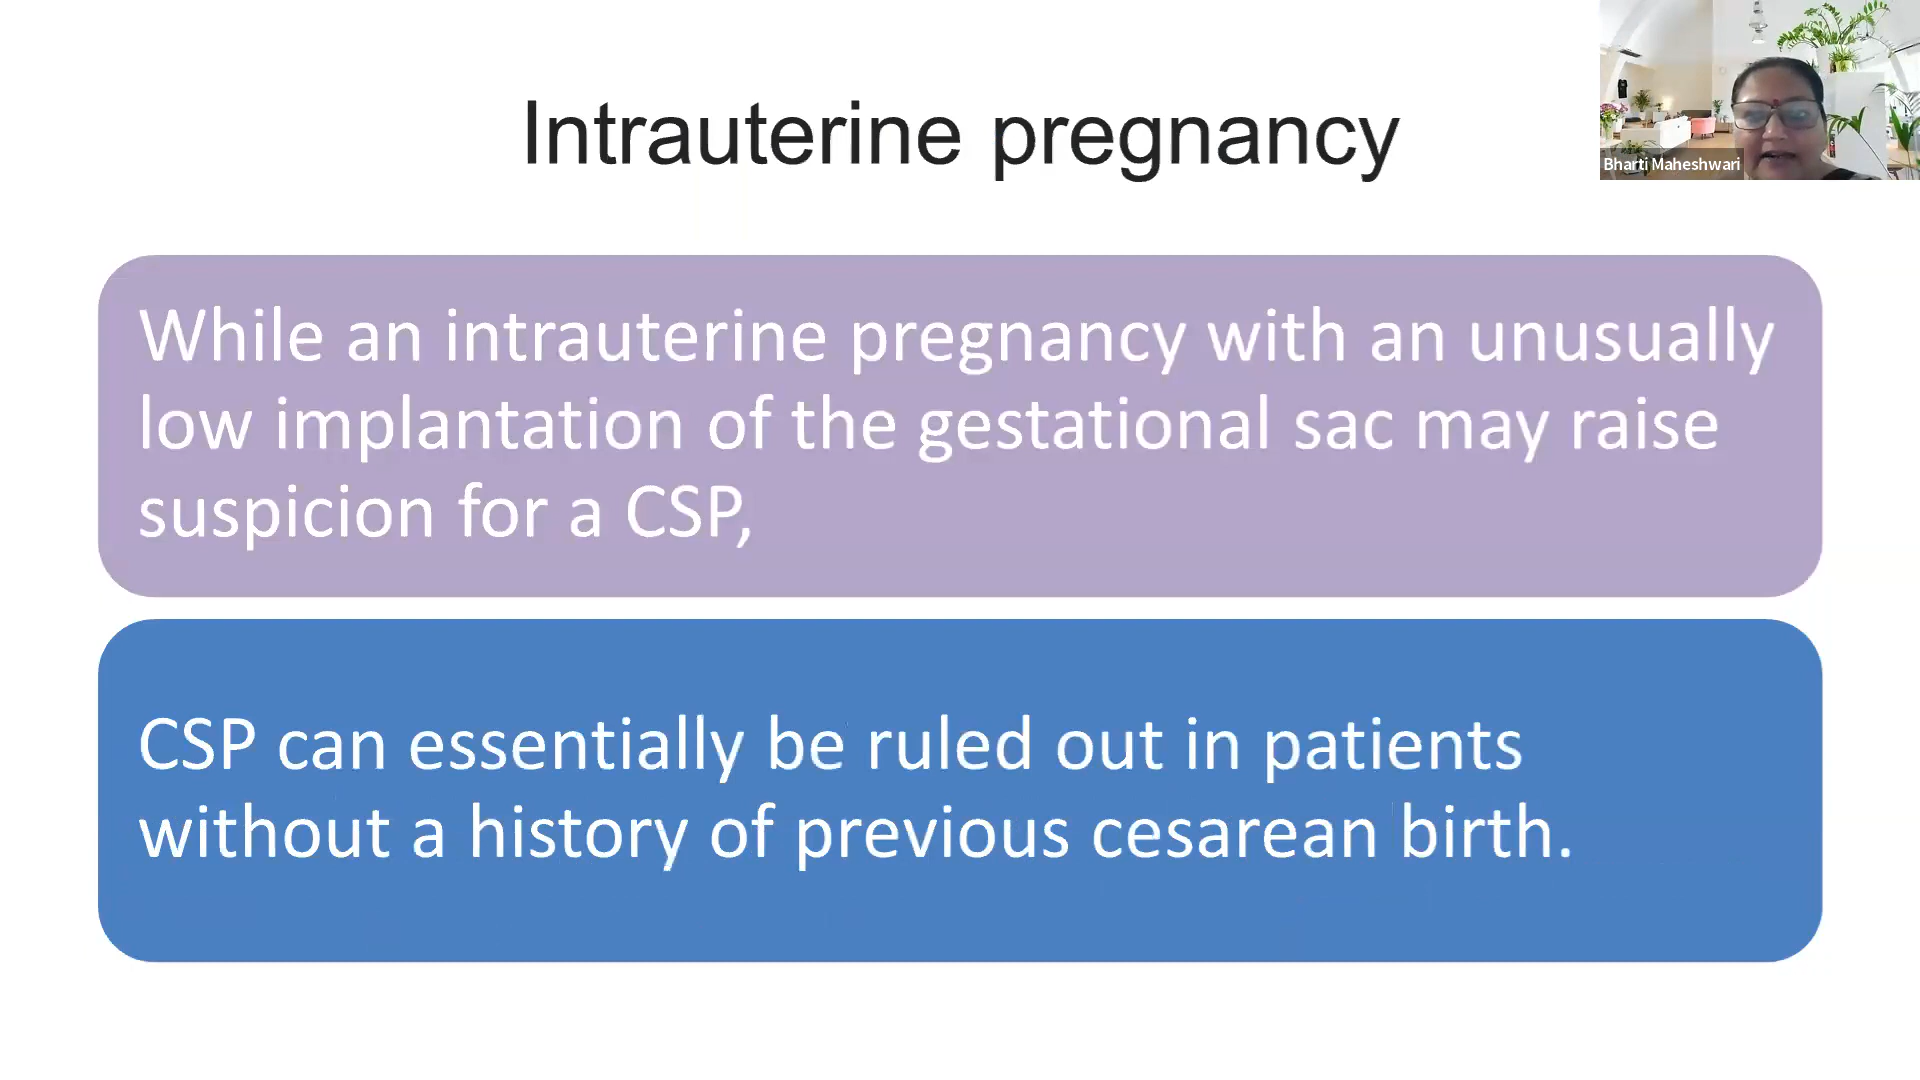 Intrauterine pregnancy
Bharti Maheshwari
While an intrauterine pregnancy with an unusually
low implantation of the gestational sac may raise
suspicion for a CSP,
CSP can essentially be ruled out in patients
without a history of previous cesarean birth.